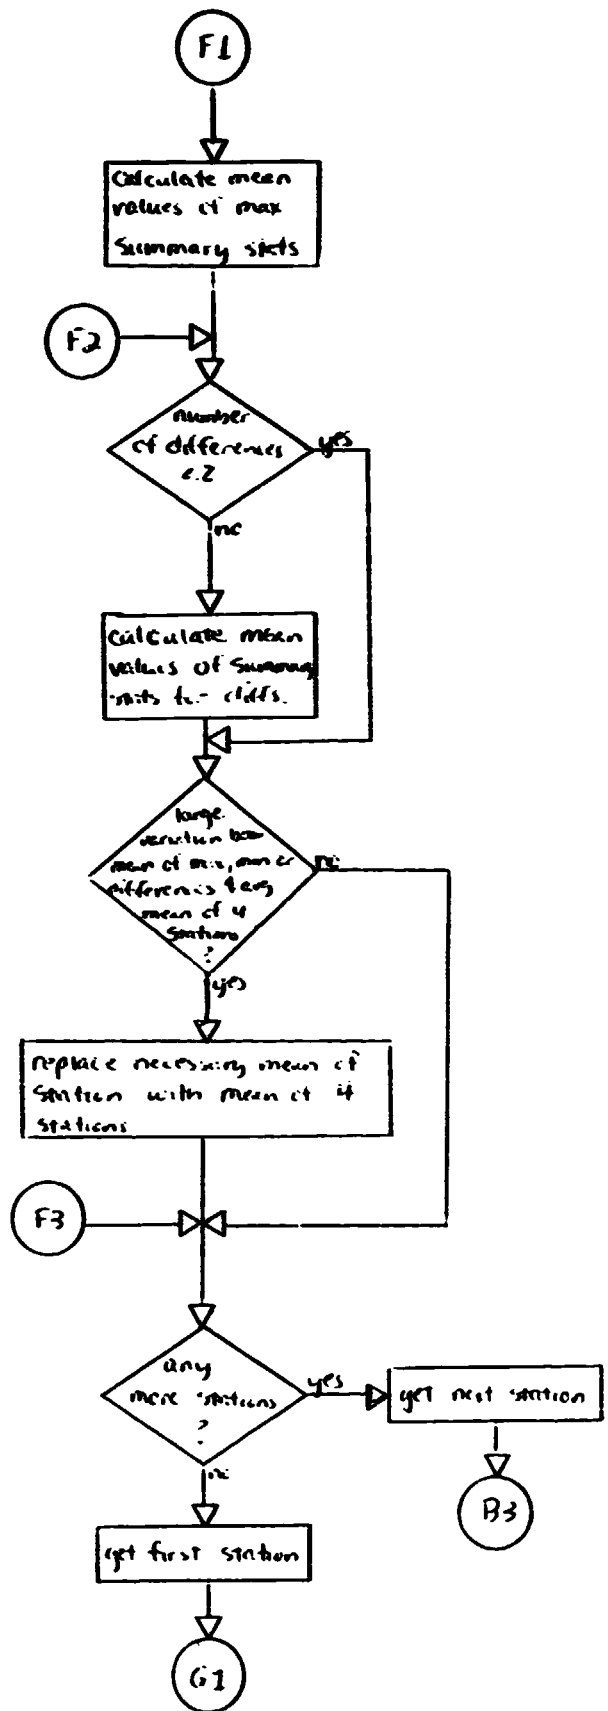 F1
Calculate mean
values of max
Summary stats
F2
number
of differences
yes
no
calculate mean
values of summary
stats for diffs.
large
variation btw
mean of max, min or
differences & avg
mean of 4
stations
?
no
yes
replace necessary mean of
station with mean of 4
stations
F3
any
more stations
?
yes
get next station
B3
no
get first station
G1